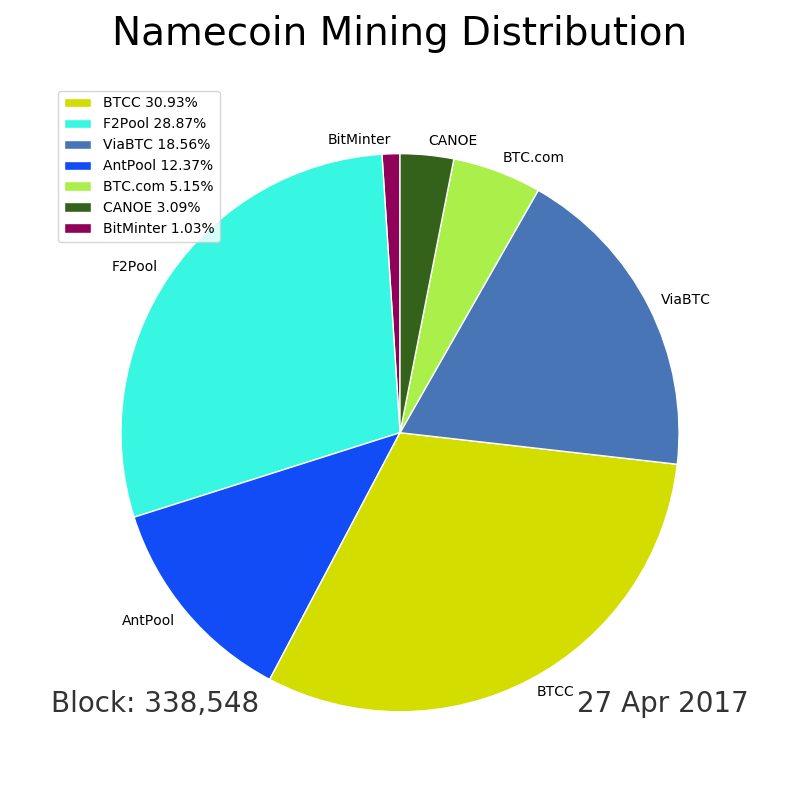 Namecoin Mining Distribution
BTCC 30.93%
F2Pool 28.87%
ViaBTC 18.56%
AntPool 12.37%
BTC.com 5.15%
CANOE 3.09%
BitMinter 1.03%
BitMinter
CANOE
BTC.com
F2Pool
ViaBTC
AntPool
BTCC
Block: 338,548
27 Apr 2017